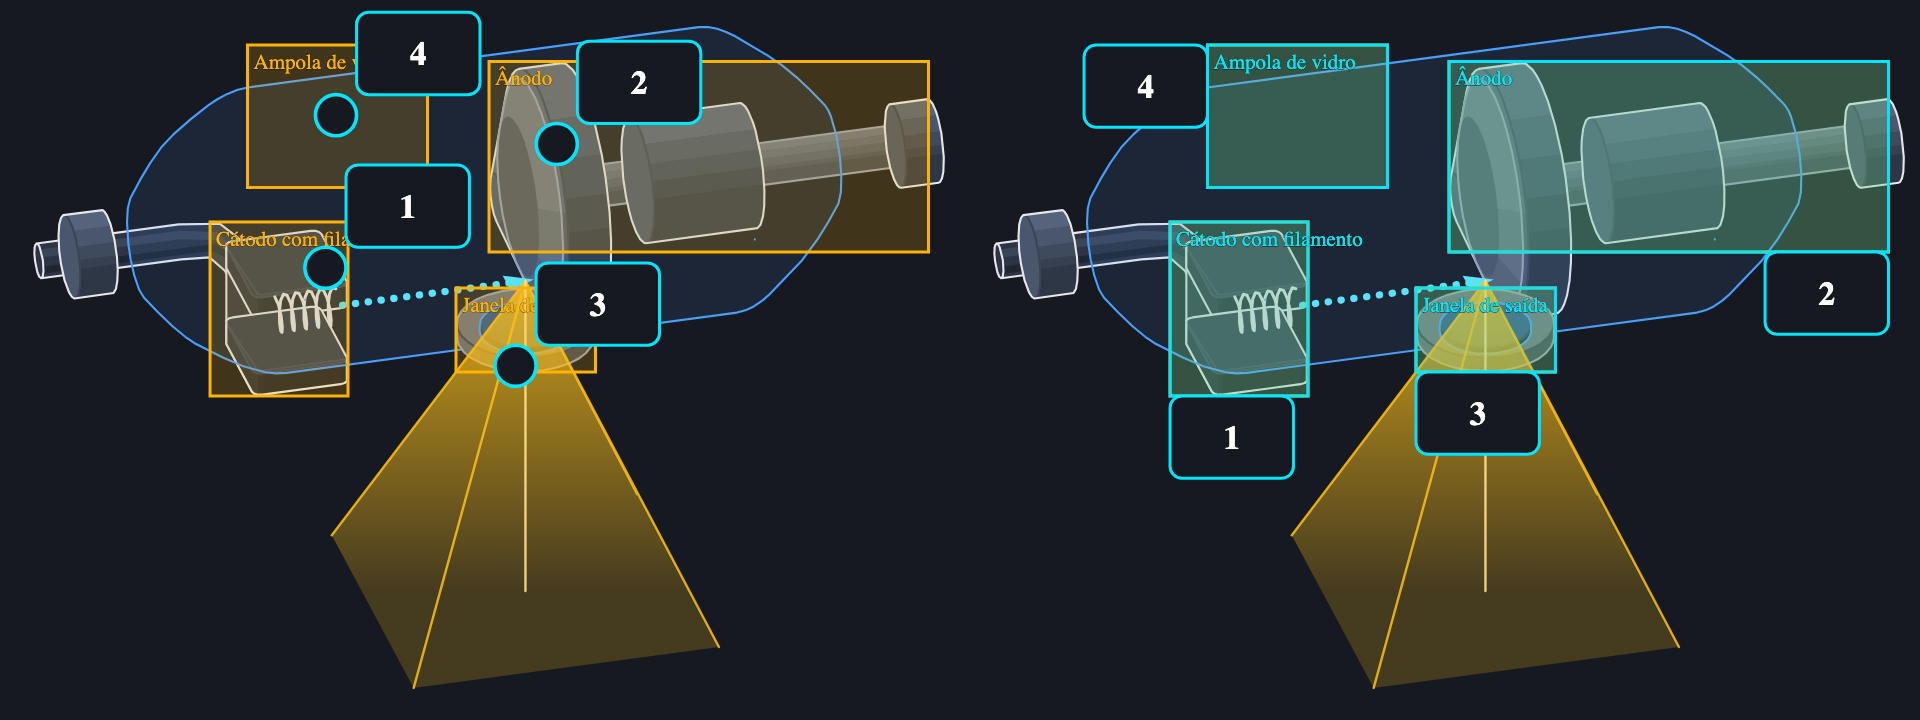 4
Ampola de
2
Ânodo
1
Cátodo com
3
Janela
4
Ampola de vidro
Ânodo
Cátodo com filamento
2
Janela de saída
3
1